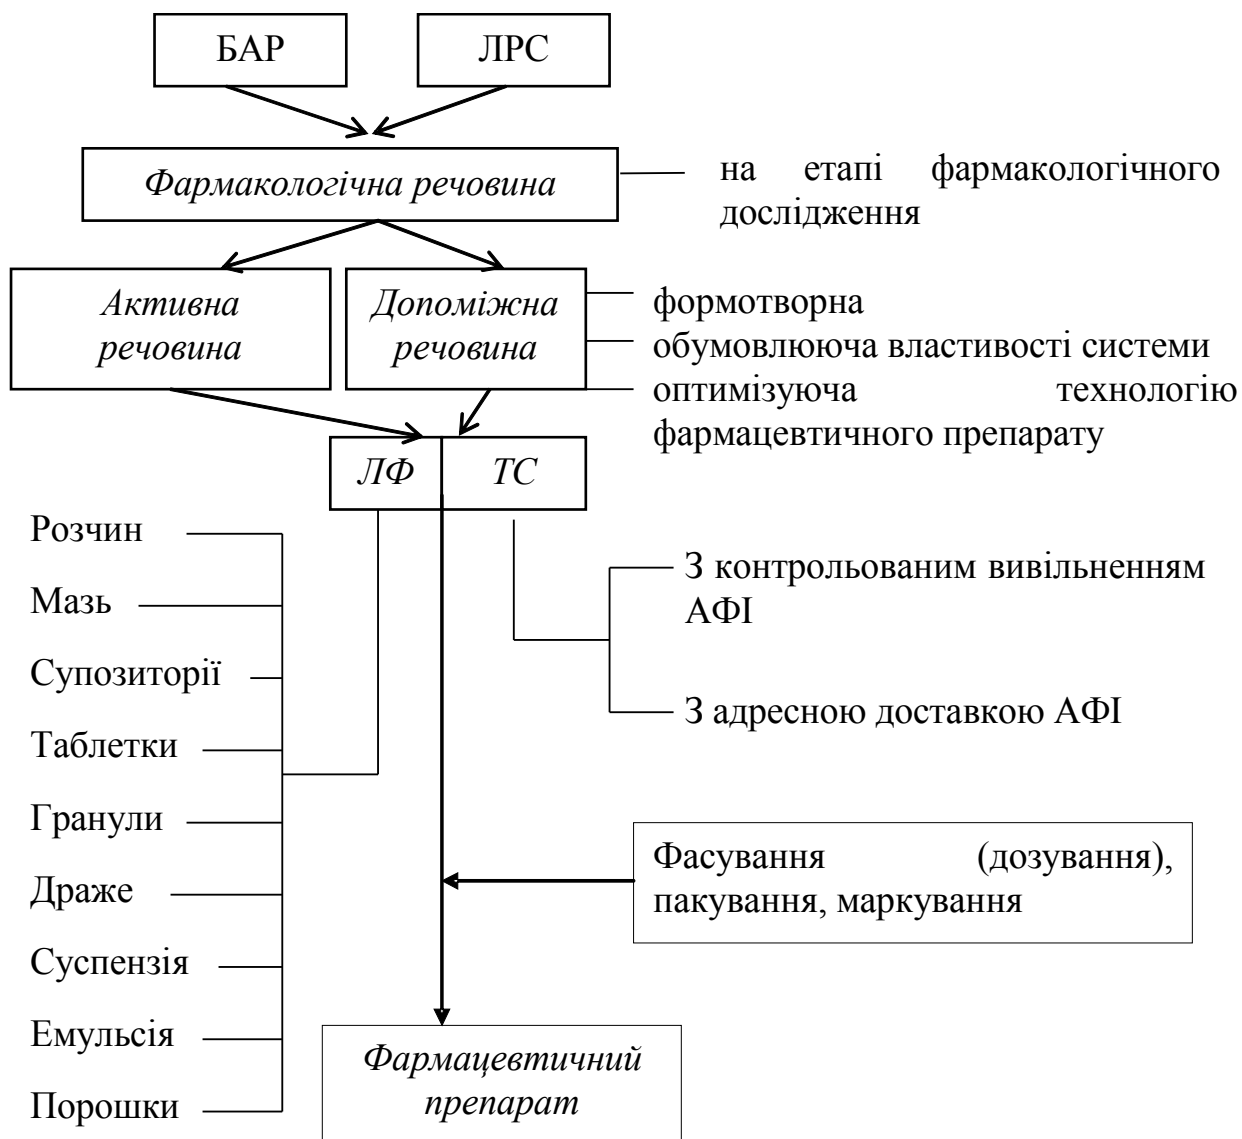 БАР
ЛРС
Фармакологічна речовина
на етапі фармакологічного
дослідження
Активна
речовина
Допоміжна
речовина
формотворна
обумовлююча властивості системи
оптимізуюча технологію
фармацевтичного препарату
ЛФ
ТС
Розчин
Мазь
Супозиторії
Таблетки
Гранули
Драже
Суспензія
Емульсія
Порошки
З контрольованим вивільненням
АФІ
З адресною доставкою АФІ
Фасування (дозування),
пакування, маркування
Фармацевтичний
препарат